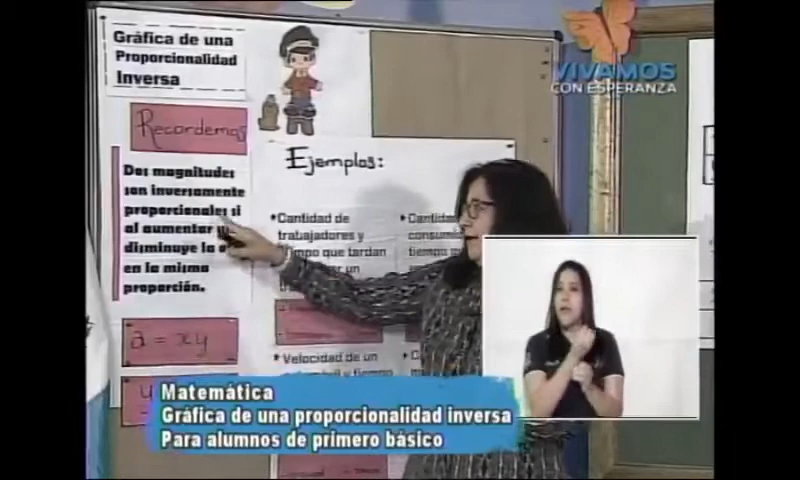 Gráfica de una
Proporcionalidad
Inversa
Recordemos
Dos magnitudes
son inversamente
proporcionales si
al aumentar
disminuye la
en la misma
proporción.
a = xy
y
=
Ejemplos:
•Cantidad de
trabajadores y
tiempo que tardan
un
• Velocidad de un
y tiempo
VIVAMOS
CON ESPERANZA
Matemática
Gráfica de una proporcionalidad inversa
Para alumnos de primero básico